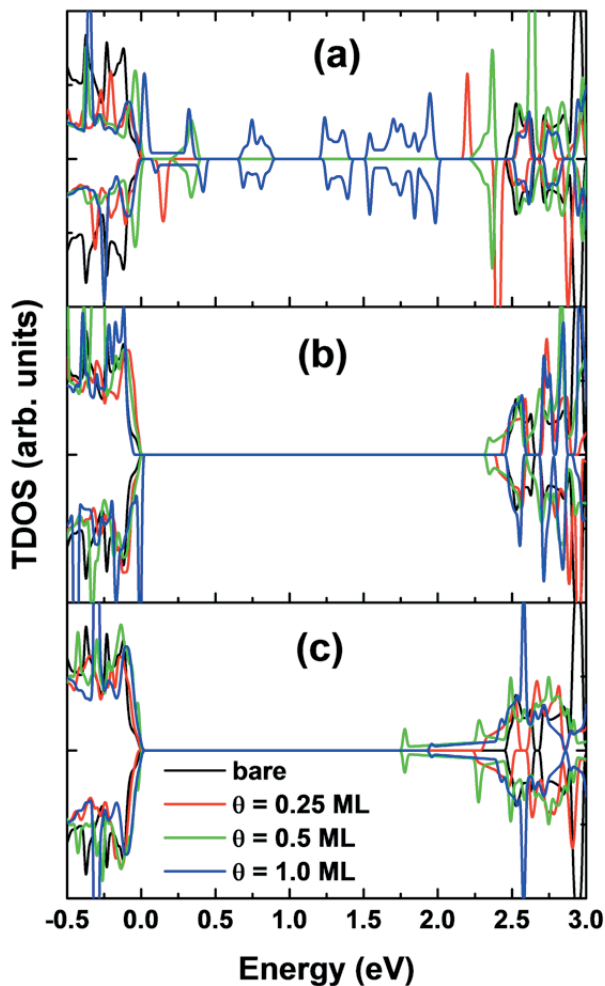 (a)
(b)
(c)
TDOS (arb. units)
bare
θ = 0.25 ML
θ = 0.5 ML
θ = 1.0 ML
-0.5 0.0 0.5 1.0 1.5 2.0 2.5 3.0
Energy (eV)